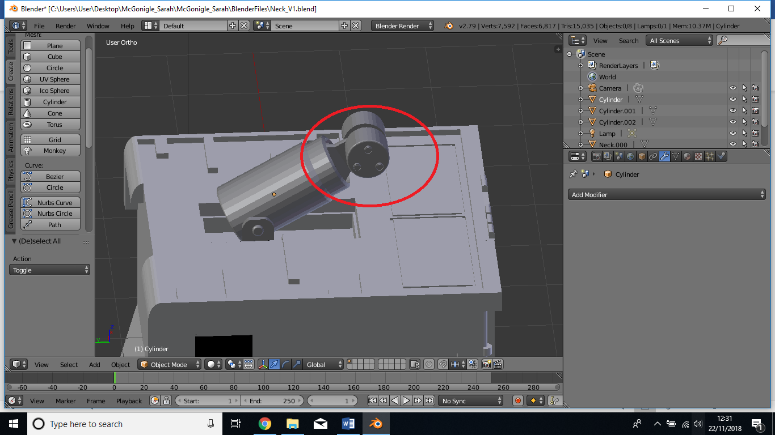 Blender* [C:\Users\User\Desktop\McGonigle_Sarah\McGonigle_Sarah\BlenderFiles\Neck_V1.blend]
File Render Window Help Default Scene Blender Render v2.79 | Verts:7,592 | Faces:6,817 | Tris:15,035 | Objects:0/8 | Lamps:0/1 | Mem:10.37M | Cylinder
Mesh:
Plane
Cube
Circle
UV Sphere
Ico Sphere
Cylinder
Cone
Torus
Grid
Monkey
Curve:
Bezier
Circle
Nurbs Curve
Nurbs Circle
Path
(De)select All
Action
Toggle
Tools
Create
Relations
Animation
Physics
Grease Pencil
User Ortho
(1) Cylinder
View Search All Scenes
Scene
RenderLayers
World
Camera
Cylinder
Cylinder.001
Cylinder.002
Lamp
Neck.000
Cylinder
Add Modifier
View Select Add Object Object Mode Global
-60 -40 -20 0 20 40 60 80 100 120 140 160 180 200 220 240 260 280
View Marker Frame Playback Start: 1 End: 250 1 No Sync
Type here to search
12:31
22/11/2018